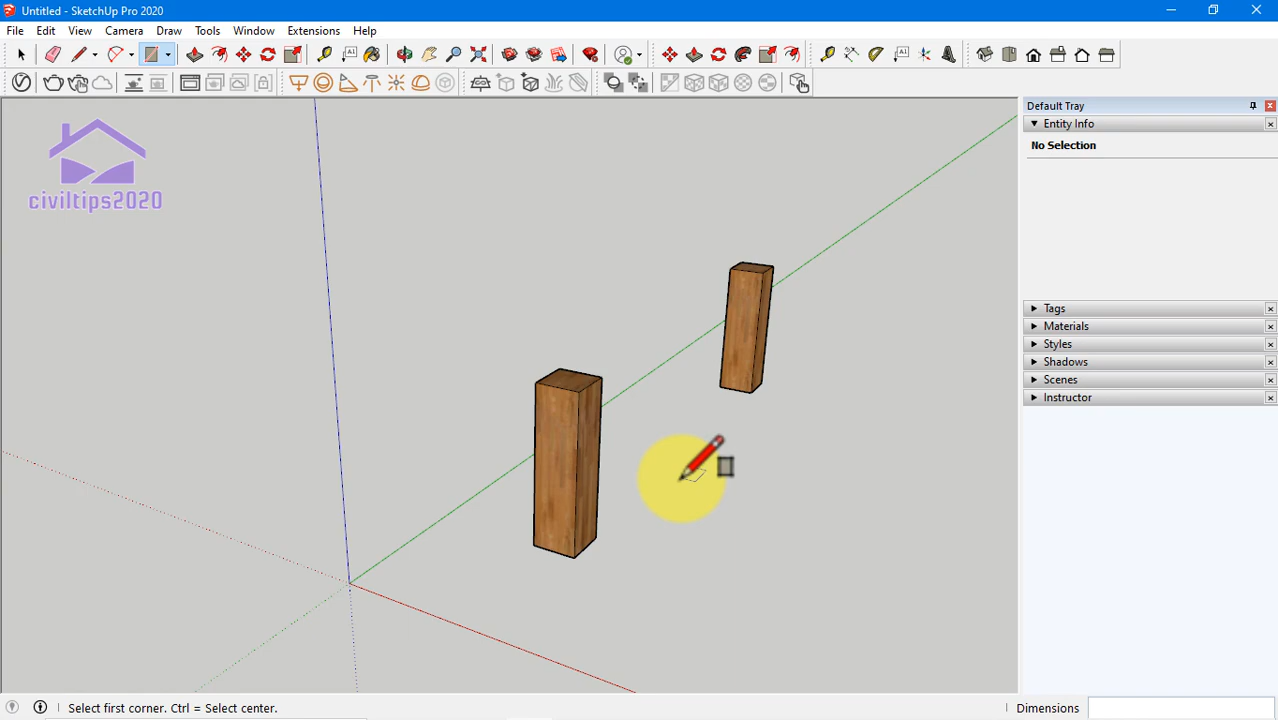 Untitled - SketchUp Pro 2020
File Edit View Camera Draw Tools Window Extensions Help
civiltips2020
Default Tray
Entity Info
No Selection
Tags
Materials
Styles
Shadows
Scenes
Instructor
Select first corner. Ctrl = Select center.
Dimensions